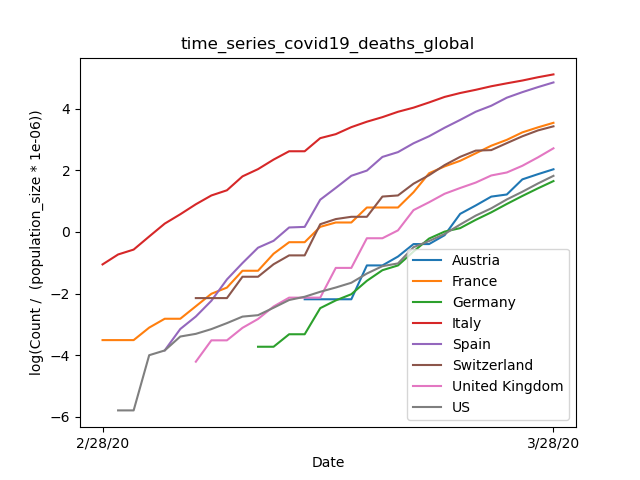 time_series_covid19_deaths_global
log(Count / (population_size * 1e-06))
4
2
0
−2
−4
−6
Austria
France
Germany
Italy
Spain
Switzerland
United Kingdom
US
2/28/20
3/28/20
Date